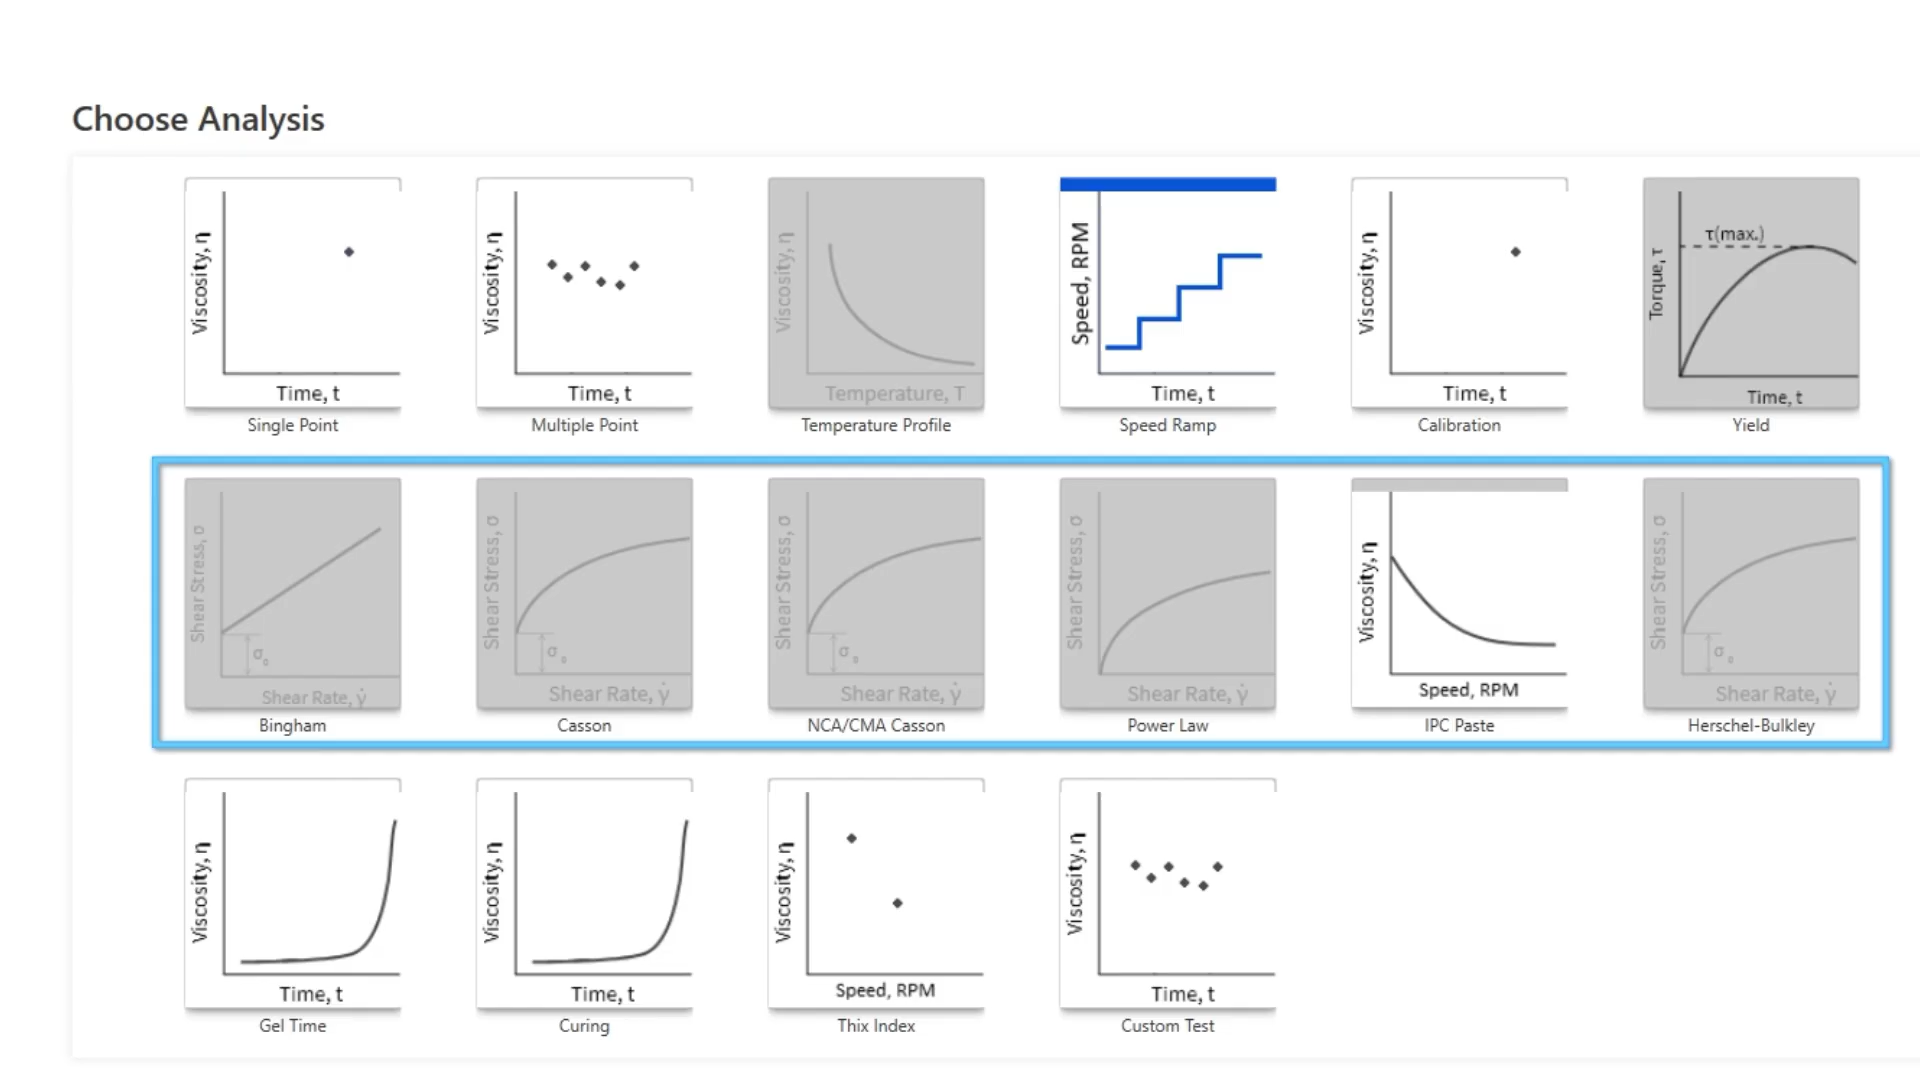 Choose Analysis
Viscosity, η
Time, t
Single Point
Viscosity, η
Time, t
Multiple Point
Viscosity, η
Temperature, T
Temperature Profile
Speed, RPM
Time, t
Speed Ramp
Viscosity, η
Time, t
Calibration
τ(max.)
Torque, τ
Time, t
Yield
Shear Stress, σ
σ₀
Shear Rate, γ̇
Bingham
Shear Stress, σ
σ₀
Shear Rate, γ̇
Casson
Shear Stress, σ
σ₀
Shear Rate, γ̇
NCA/CMA Casson
Shear Stress, σ
Shear Rate, γ̇
Power Law
Viscosity, η
Speed, RPM
IPC Paste
Shear Stress, σ
σ₀
Shear Rate, γ̇
Herschel-Bulkley
Viscosity, η
Time, t
Gel Time
Viscosity, η
Time, t
Curing
Viscosity, η
Speed, RPM
Thix Index
Viscosity, η
Time, t
Custom Test